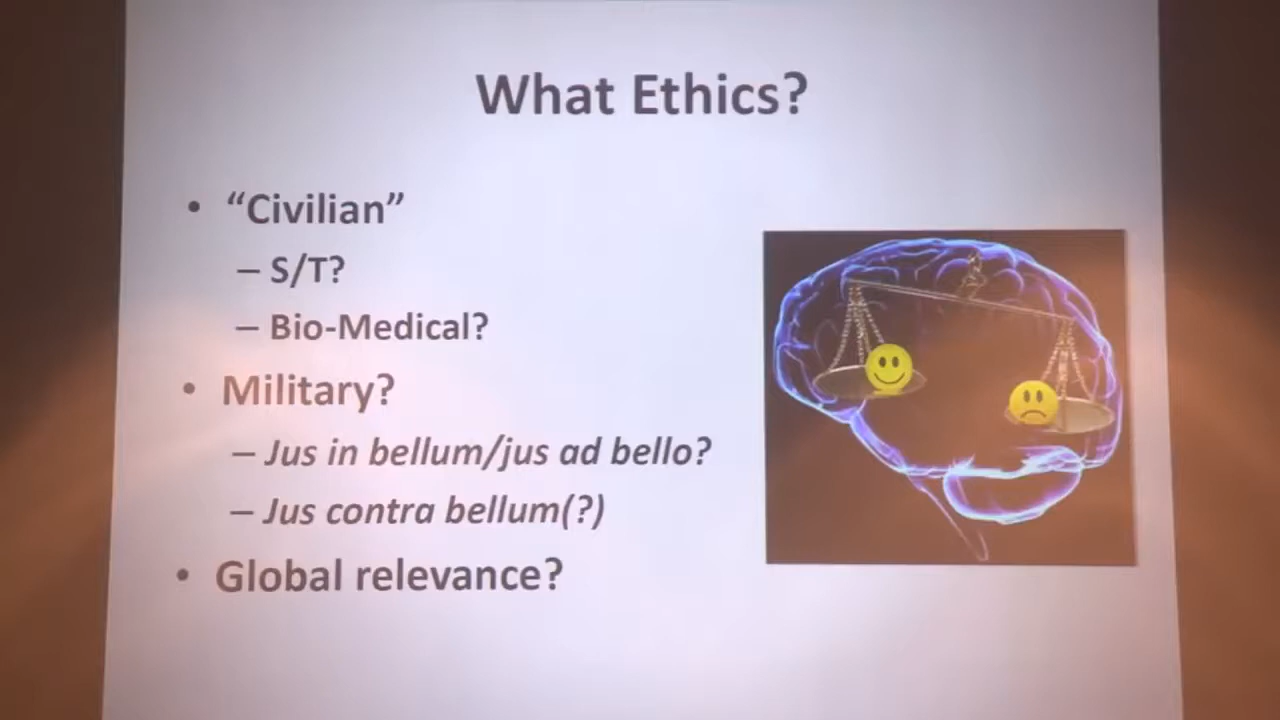 What Ethics?
• “Civilian”
– S/T?
– Bio-Medical?
• Military?
– Jus in bellum/jus ad bello?
– Jus contra bellum(?)
• Global relevance?